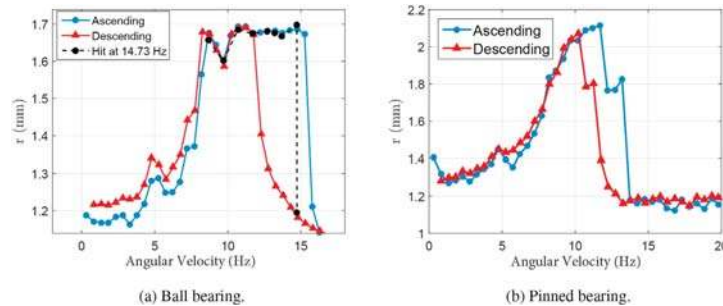 Ascending
Descending
Hit at 14.73 Hz
1.7
1.6
1.5
1.4
1.3
1.2
r (mm)
0
5
10
15
Angular Velocity (Hz)
(a) Ball bearing.
Ascending
Descending
2.2
2
1.8
1.6
1.4
1.2
1
r (mm)
0
5
10
15
20
Angular Velocity (Hz)
(b) Pinned bearing.